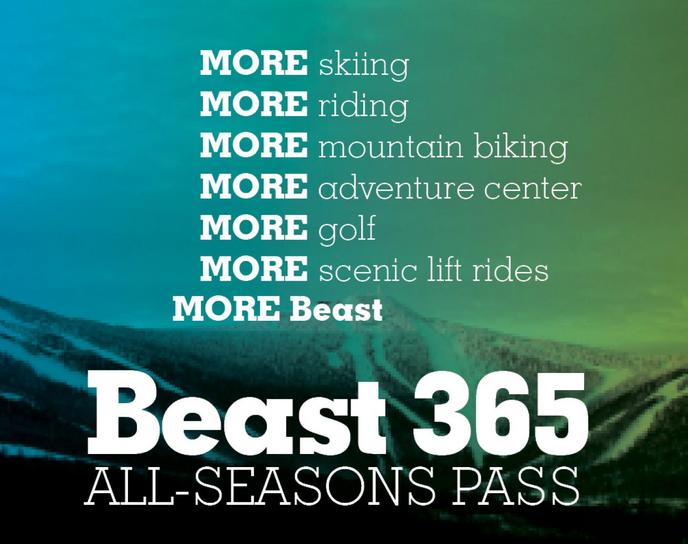 MORE skiing
MORE riding
MORE mountain biking
MORE adventure center
MORE golf
MORE scenic lift rides
MORE Beast
Beast 365
ALL-SEASONS PASS